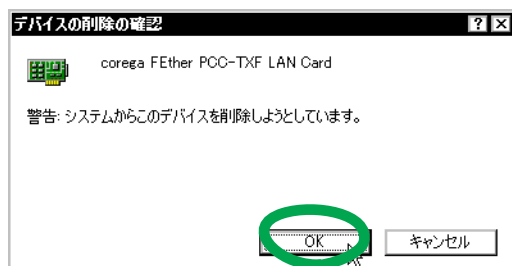 デバイスの削除の確認
corega FEther PCC-TXF LAN Card
警告: システムからこのデバイスを削除しようとしています。
OK
キャンセル